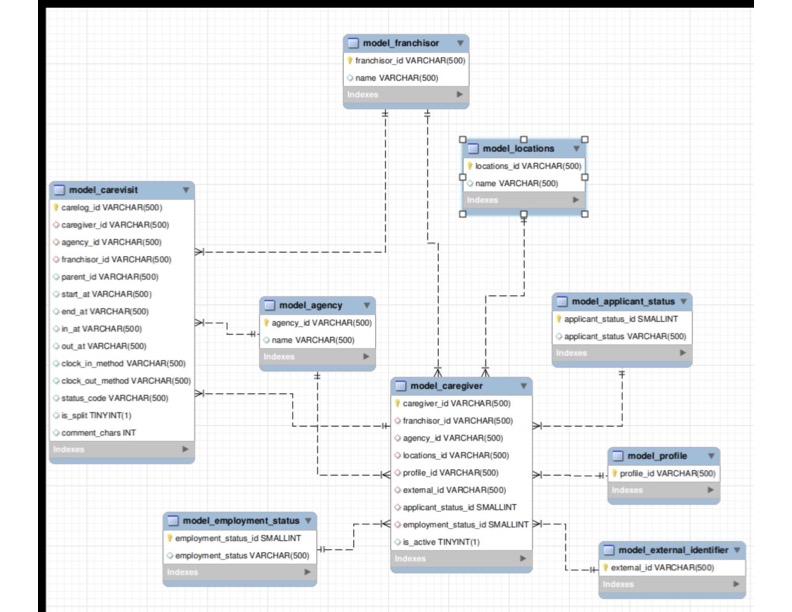 model_franchisor
franchisor_id VARCHAR(500)
name VARCHAR(500)
Indexes
model_locations
locations_id VARCHAR(500)
name VARCHAR(500)
Indexes
model_carevisit
carelog_id VARCHAR(500)
caregiver_id VARCHAR(500)
agency_id VARCHAR(500)
franchisor_id VARCHAR(500)
parent_id VARCHAR(500)
start_at VARCHAR(500)
end_at VARCHAR(500)
in_at VARCHAR(500)
out_at VARCHAR(500)
clock_in_method VARCHAR(500)
clock_out_method VARCHAR(500)
status_code VARCHAR(500)
is_split TINYINT(1)
comment_chars INT
Indexes
model_agency
agency_id VARCHAR(500)
name VARCHAR(500)
Indexes
model_applicant_status
applicant_status_id SMALLINT
applicant_status VARCHAR(500)
Indexes
model_caregiver
caregiver_id VARCHAR(500)
franchisor_id VARCHAR(500)
agency_id VARCHAR(500)
locations_id VARCHAR(500)
profile_id VARCHAR(500)
external_id VARCHAR(500)
applicant_status_id SMALLINT
employment_status_id SMALLINT
is_active TINYINT(1)
Indexes
model_profile
profile_id VARCHAR(500)
Indexes
model_employment_status
employment_status_id SMALLINT
employment_status VARCHAR(500)
Indexes
model_external_identifier
external_id VARCHAR(500)
Indexes